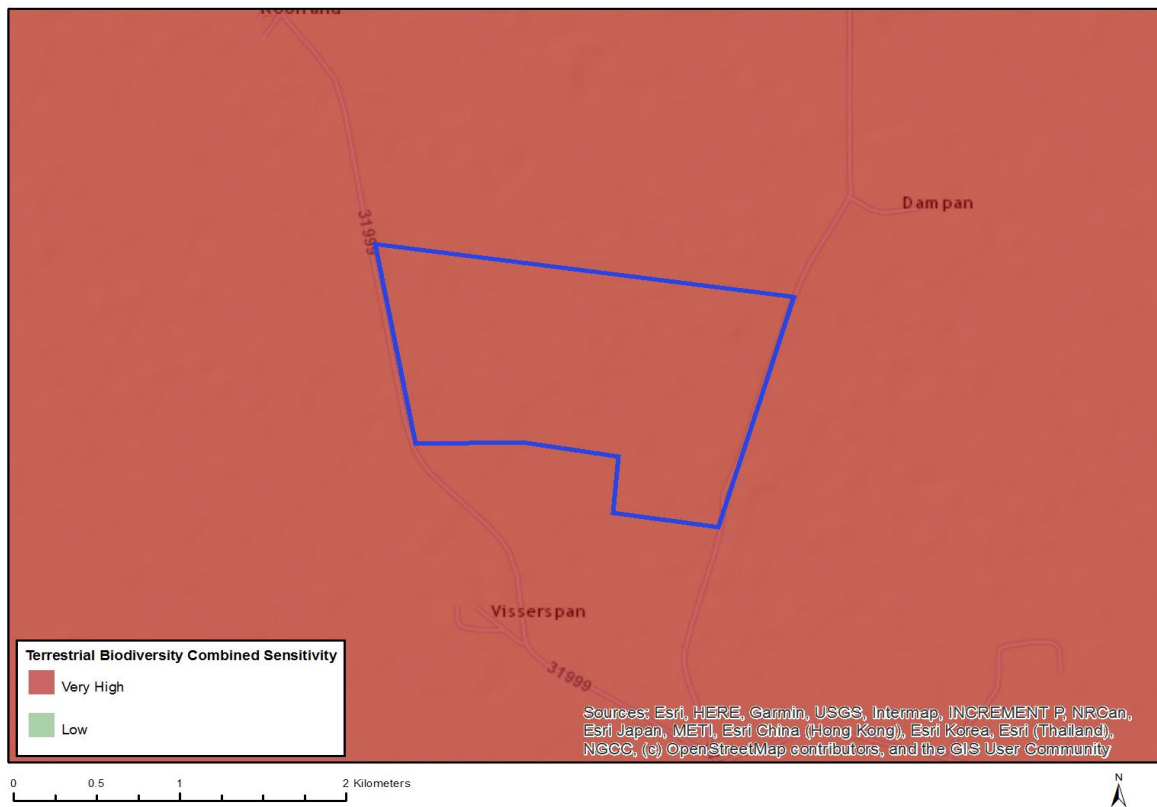 31999
Dampan
Visserspan
31999
Terrestrial Biodiversity Combined Sensitivity
Very High
Low
Sources: Esri, HERE, Garmin, USGS, Intermap, INCREMENT P, NRCan,
Esri Japan, METI, Esri China (Hong Kong), Esri Korea, Esri (Thailand),
NGCC, (c) OpenStreetMap contributors, and the GIS User Community
0 0.5 1 2 Kilometers
N